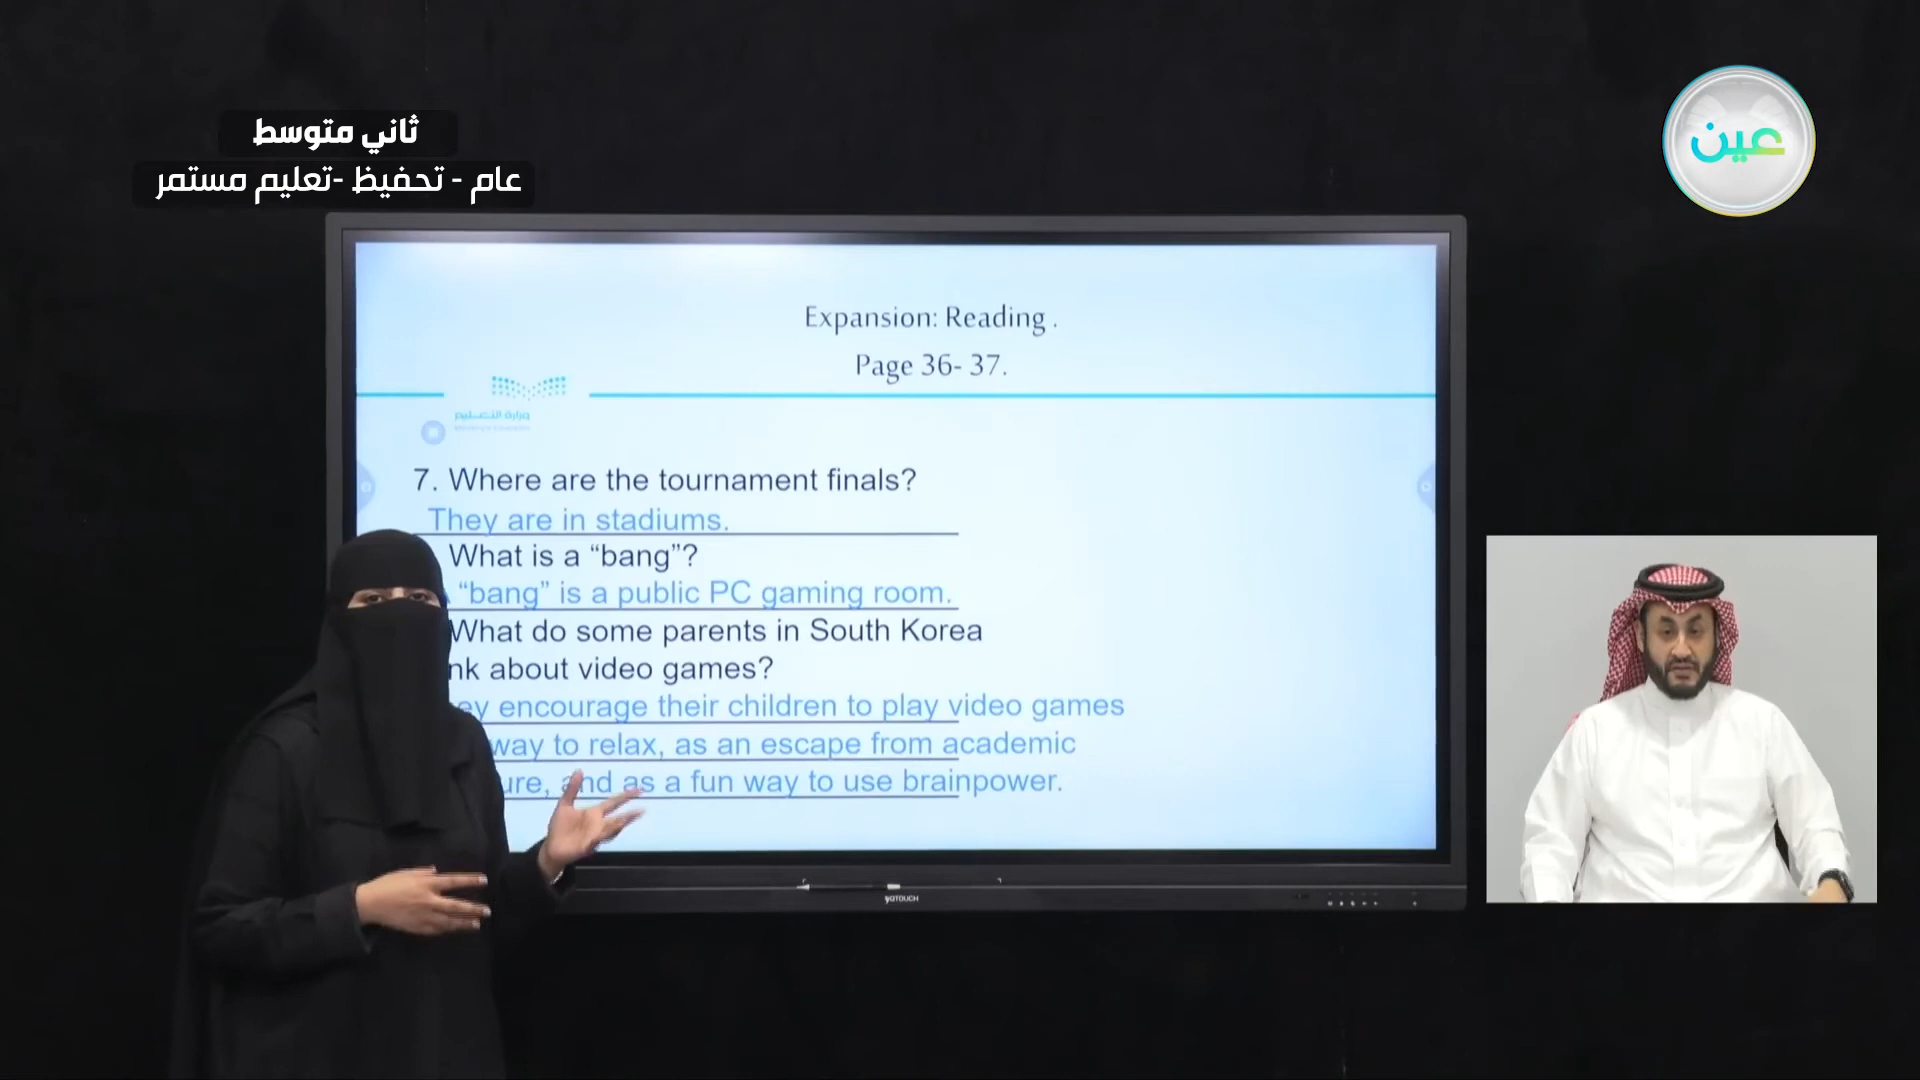 ثاني متوسط
عام - تحفيظ -تعليم مستمر
عين
Expansion: Reading .
Page 36- 37.
وزارة التعليم
7. Where are the tournament finals?
They are in stadiums.
What is a “bang”?
“bang” is a public PC gaming room.
What do some parents in South Korea
nk about video games?
ey encourage their children to play video games
way to relax, as an escape from academic
ure, and as a fun way to use brainpower.